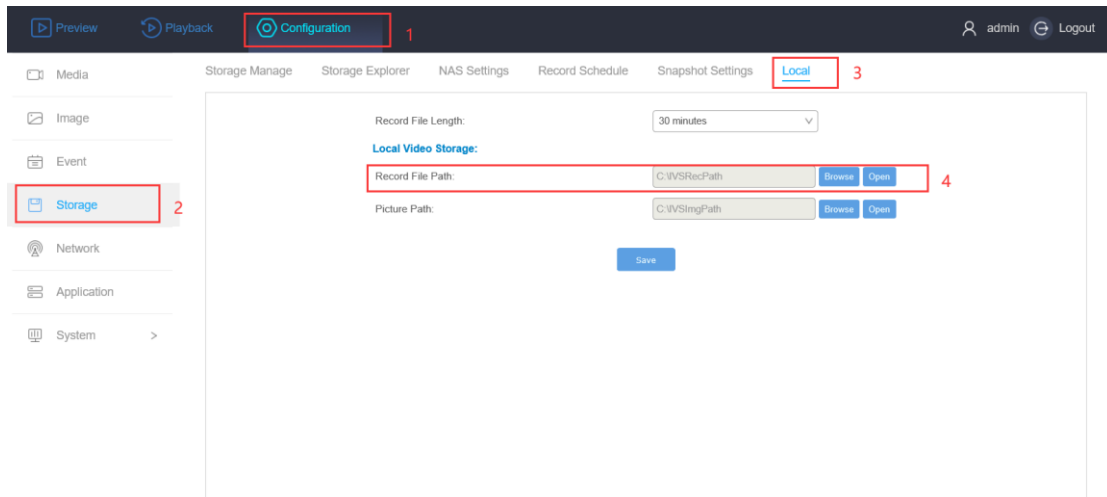 Preview Playback Configuration 1 admin Logout
Media Storage Manage Storage Explorer NAS Settings Record Schedule Snapshot Settings Local 3
Image Record File Length: 30 minutes
Local Video Storage:
Event Record File Path: C:\IVSRecPath Browse Open 4
Storage 2 Picture Path: C:\IVSImgPath Browse Open
Network Save
Application
System >